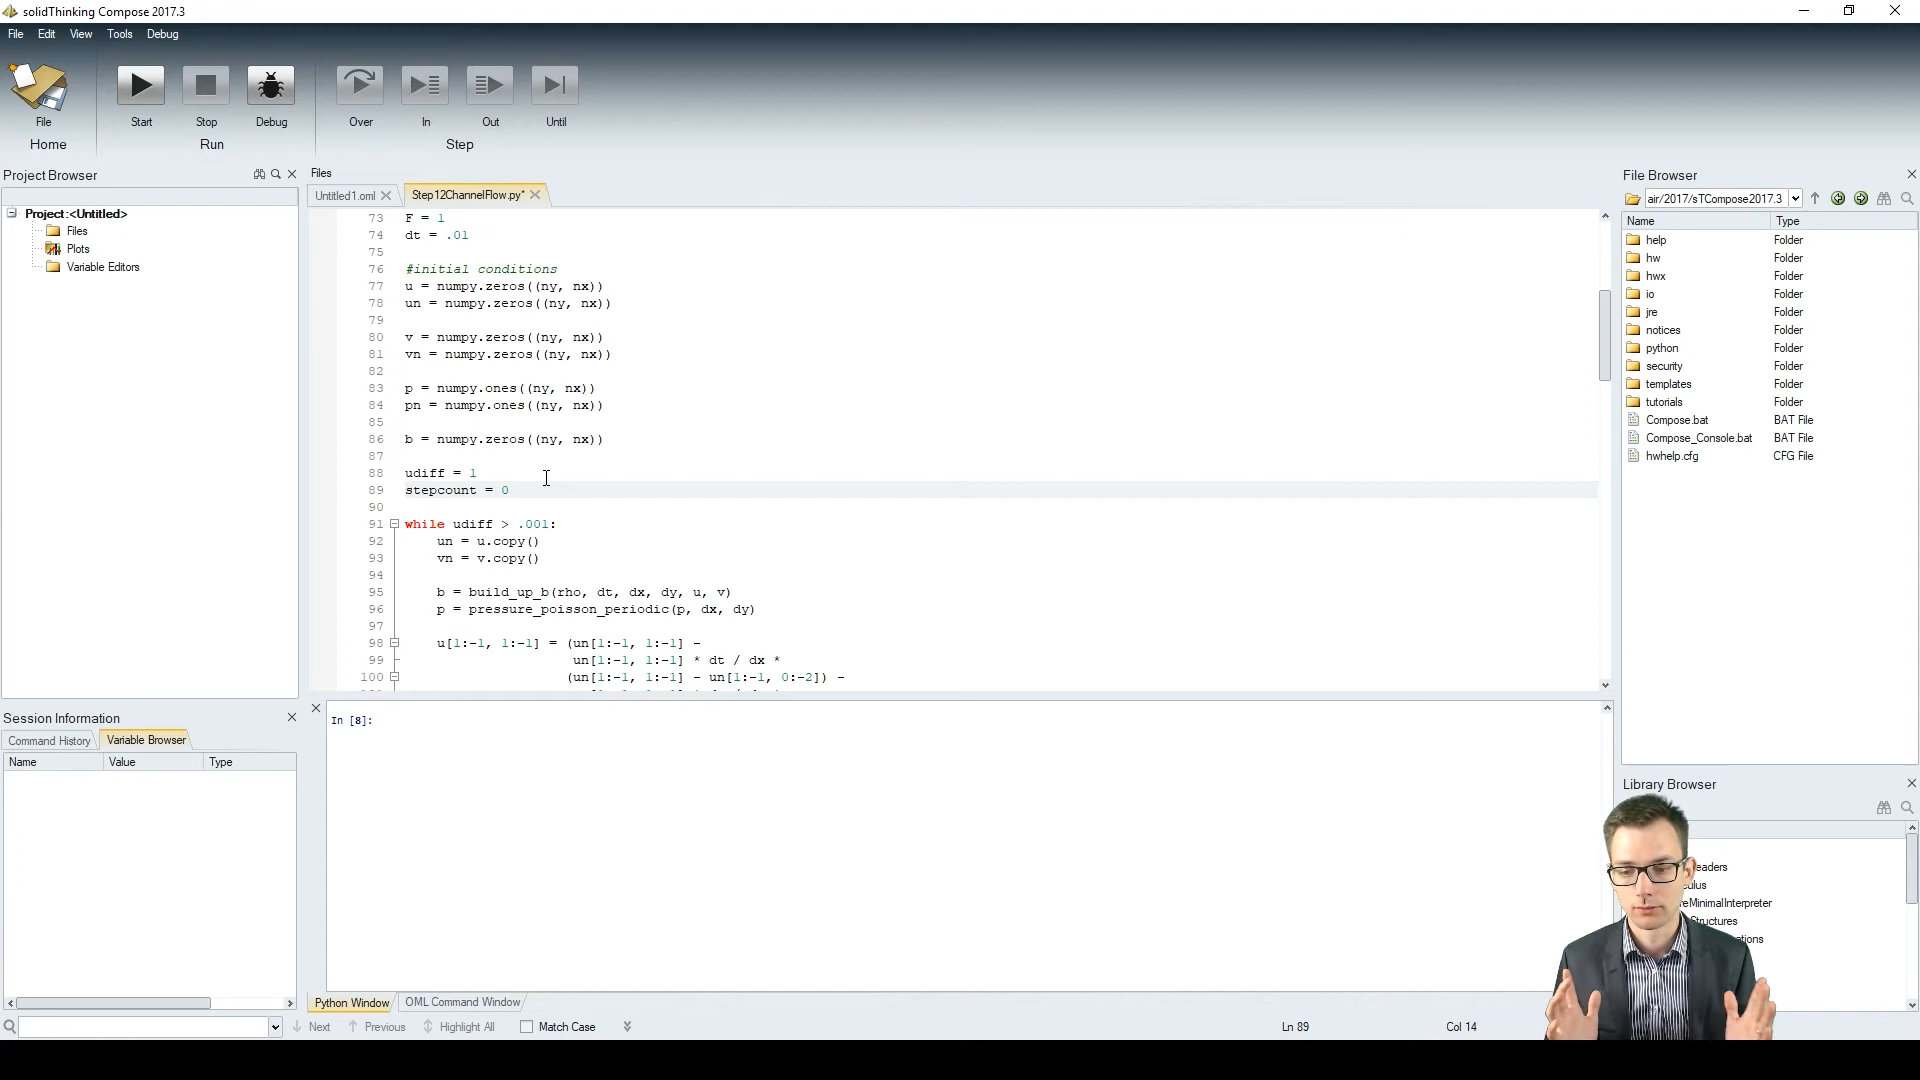 solidThinking Compose 2017.3
File Edit View Tools Debug
File Start Stop Debug Over In Out Until
Home Run Step
Project Browser
Project:<Untitled>
Files
Plots
Variable Editors
Files
Untitled1.oml Step12ChannelFlow.py*
73 F = 1
74 dt = .01
75
76 #initial conditions
77 u = numpy.zeros((ny, nx))
78 un = numpy.zeros((ny, nx))
79
80 v = numpy.zeros((ny, nx))
81 vn = numpy.zeros((ny, nx))
82
83 p = numpy.ones((ny, nx))
84 pn = numpy.ones((ny, nx))
85
86 b = numpy.zeros((ny, nx))
87
88 udiff = 1
89 stepcount = 0
90
91 while udiff > .001:
92 un = u.copy()
93 vn = v.copy()
94
95 b = build_up_b(rho, dt, dx, dy, u, v)
96 p = pressure_poisson_periodic(p, dx, dy)
97
98 u[1:-1, 1:-1] = (un[1:-1, 1:-1] -
99 un[1:-1, 1:-1] * dt / dx *
100 (un[1:-1, 1:-1] - un[1:-1, 0:-2]) -
File Browser
air/2017/sTCompose2017.3
Name Type
help Folder
hw Folder
hwx Folder
io Folder
jre Folder
notices Folder
python Folder
security Folder
templates Folder
tutorials Folder
Compose.bat BAT File
Compose_Console.bat BAT File
hwhelp.cfg CFG File
Session Information
Command History Variable Browser
Name Value Type
In [8]:
Python Window OML Command Window
Library Browser
eaders
ulus
eMinimalInterpreter
Structures
ations
Next Previous Highlight All Match Case
Ln 89 Col 14